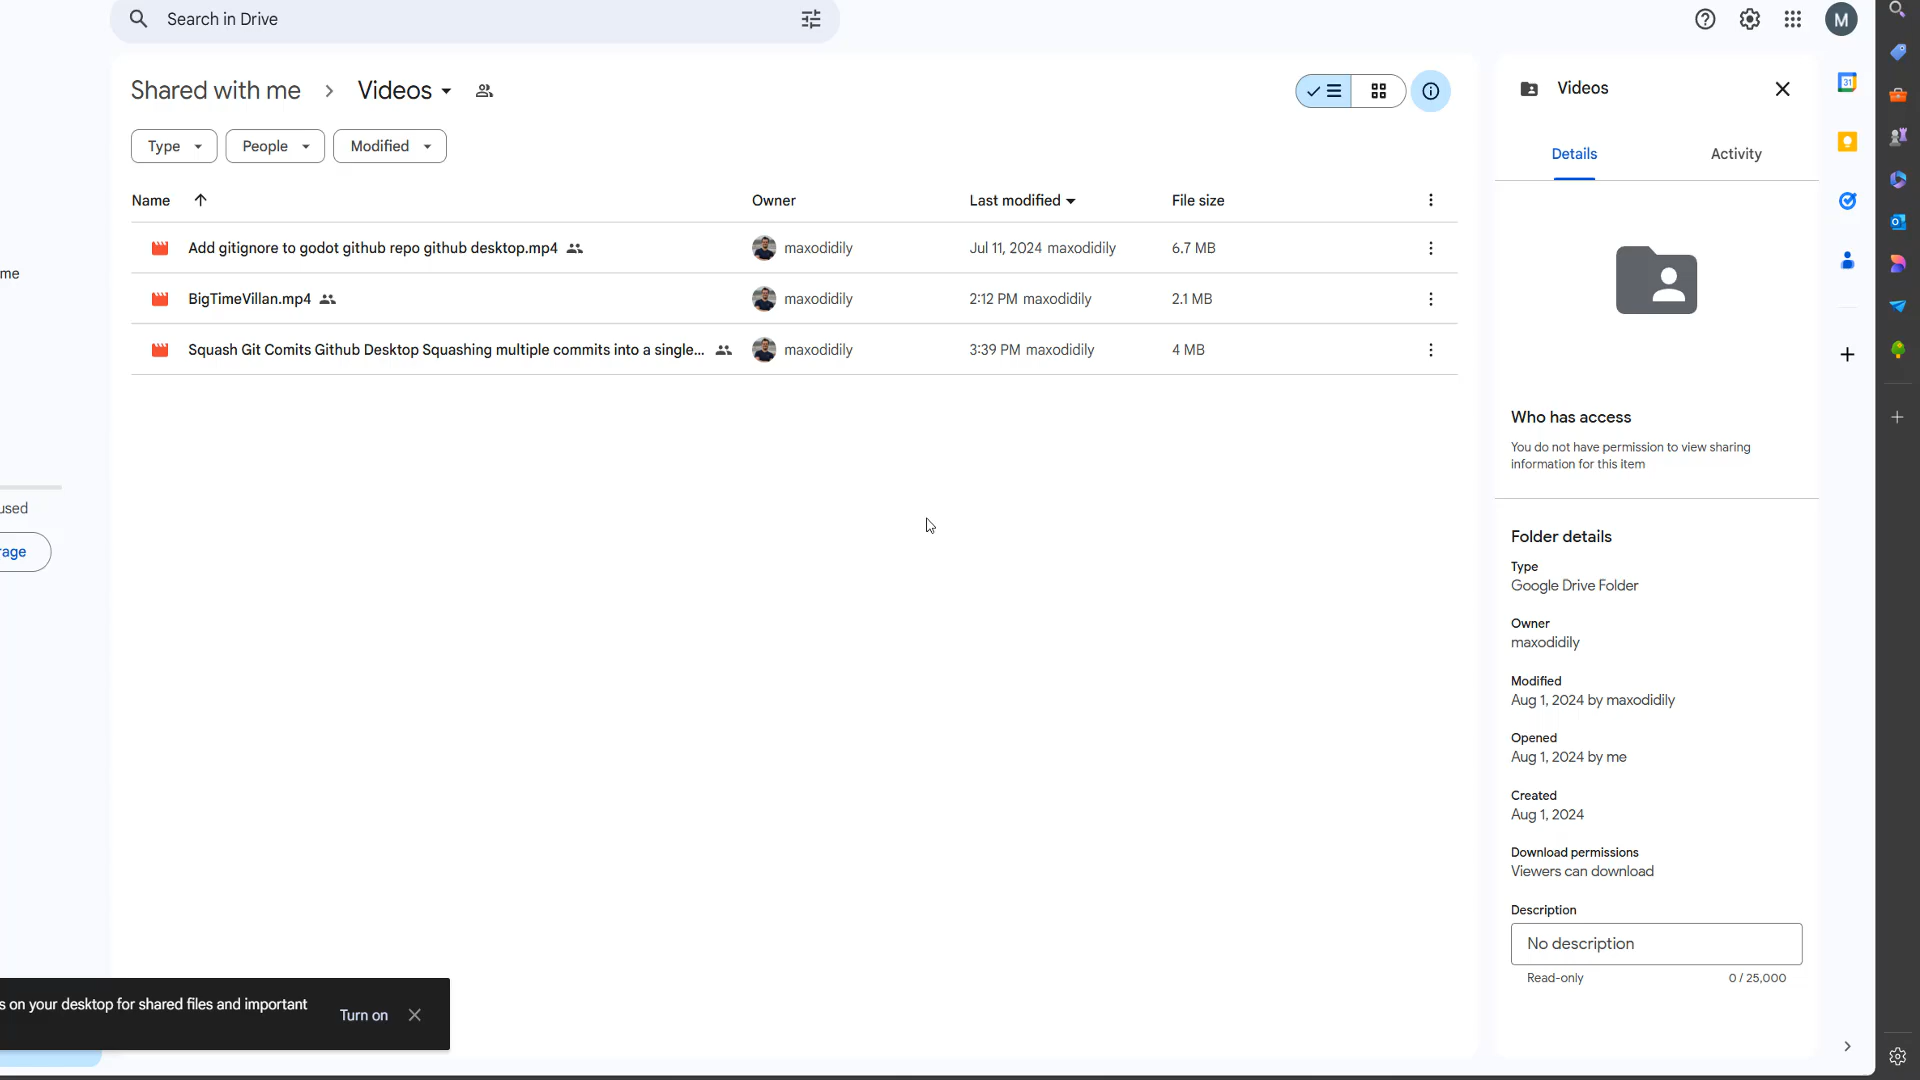 Search in Drive
M
Shared with me > Videos
Type
People
Modified
Name
Owner
Last modified
File size
Add gitignore to godot github repo github desktop.mp4
maxodidily
Jul 11, 2024 maxodidily
6.7 MB
BigTimeVillan.mp4
maxodidily
2:12 PM maxodidily
2.1 MB
Squash Git Comits Github Desktop Squashing multiple commits into a single...
maxodidily
3:39 PM maxodidily
4 MB
me
used
rage
s on your desktop for shared files and important
Turn on
Videos
Details
Activity
Who has access
You do not have permission to view sharing
information for this item
Folder details
Type
Google Drive Folder
Owner
maxodidily
Modified
Aug 1, 2024 by maxodidily
Opened
Aug 1, 2024 by me
Created
Aug 1, 2024
Download permissions
Viewers can download
Description
No description
Read-only
0 / 25,000
31